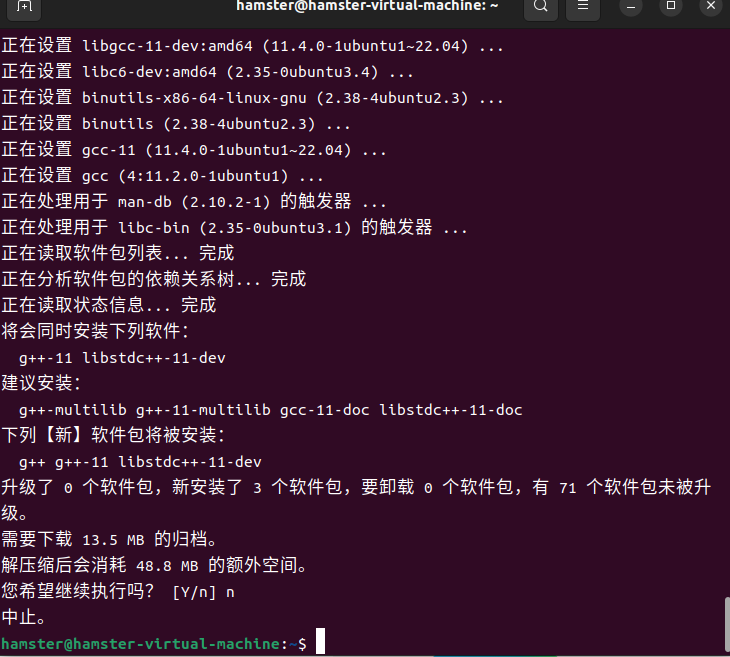 hamster@hamster-virtual-machine: ~
正在设置 libgcc-11-dev:amd64 (11.4.0-1ubuntu1~22.04) ...
正在设置 libc6-dev:amd64 (2.35-0ubuntu3.4) ...
正在设置 binutils-x86-64-linux-gnu (2.38-4ubuntu2.3) ...
正在设置 binutils (2.38-4ubuntu2.3) ...
正在设置 gcc-11 (11.4.0-1ubuntu1~22.04) ...
正在设置 gcc (4:11.2.0-1ubuntu1) ...
正在处理用于 man-db (2.10.2-1) 的触发器 ...
正在处理用于 libc-bin (2.35-0ubuntu3.1) 的触发器 ...
正在读取软件包列表... 完成
正在分析软件包的依赖关系树... 完成
正在读取状态信息... 完成
将会同时安装下列软件：
  g++-11 libstdc++-11-dev
建议安装：
  g++-multilib g++-11-multilib gcc-11-doc libstdc++-11-doc
下列【新】软件包将被安装：
  g++ g++-11 libstdc++-11-dev
升级了 0 个软件包，新安装了 3 个软件包，要卸载 0 个软件包，有 71 个软件包未被升
级。
需要下载 13.5 MB 的归档。
解压缩后会消耗 48.8 MB 的额外空间。
您希望继续执行吗？ [Y/n] n
中止。
hamster@hamster-virtual-machine:~$